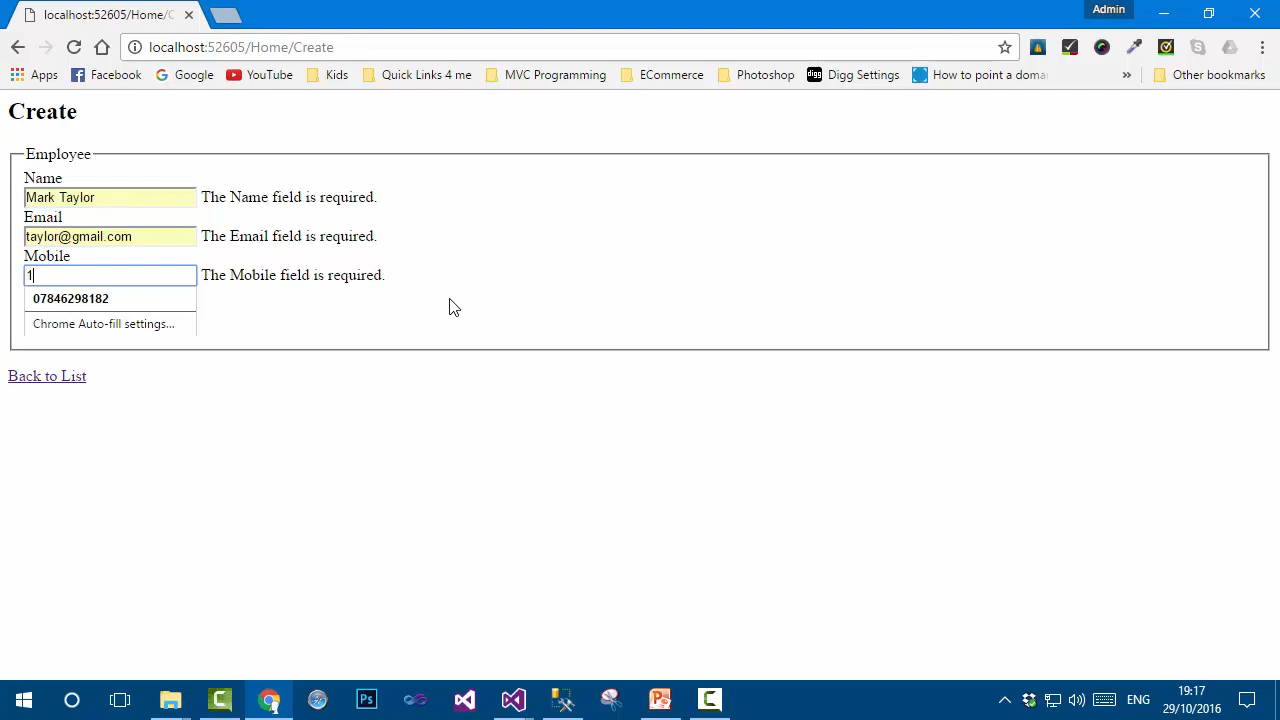 localhost:52605/Home/C
Admin
localhost:52605/Home/Create
Apps Facebook Google YouTube Kids Quick Links 4 me MVC Programming ECommerce Photoshop digg Digg Settings How to point a doma » Other bookmarks
Create
Employee
Name
Mark Taylor The Name field is required.
Email
taylor@gmail.com The Email field is required.
Mobile
1 The Mobile field is required.
07846298182
Chrome Auto-fill settings...
Back to List
Ps
ENG
19:17
29/10/2016